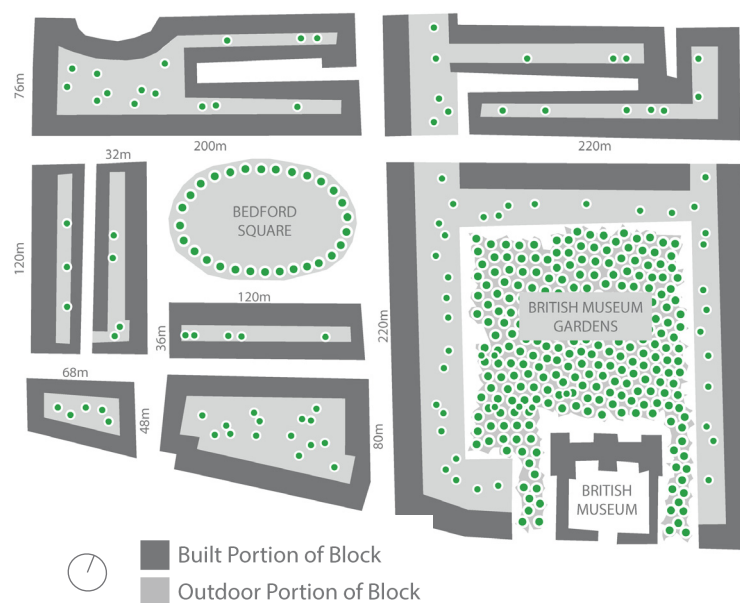 76m
200m
220m
32m
BEDFORD
SQUARE
120m
120m
36m
220m
BRITISH MUSEUM
GARDENS
68m
48m
80m
BRITISH
MUSEUM
Built Portion of Block
Outdoor Portion of Block